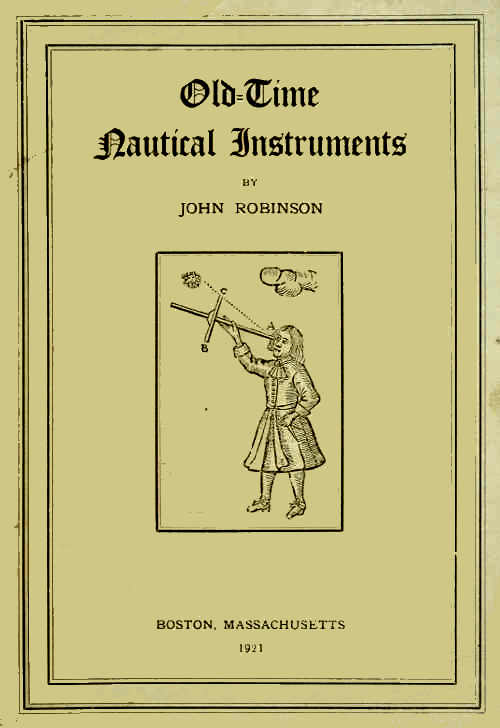 Old-Time
Nautical Instruments
BY
JOHN ROBINSON
C
A
B
BOSTON, MASSACHUSETTS
1921